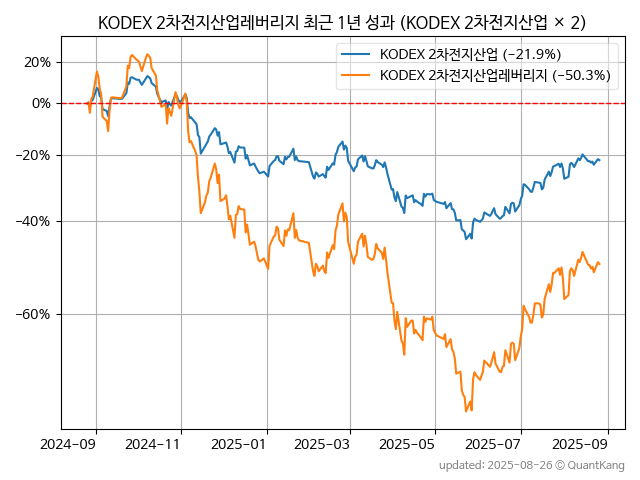 KODEX 2차전지산업레버리지 최근 1년 성과 (KODEX 2차전지산업 × 2)
KODEX 2차전지산업 (−21.9%)
KODEX 2차전지산업레버리지 (−50.3%)
20%
0%
−20%
−40%
−60%
2024-09 2024-11 2025-01 2025-03 2025-05 2025-07 2025-09
updated: 2025-08-26 © QuantKang